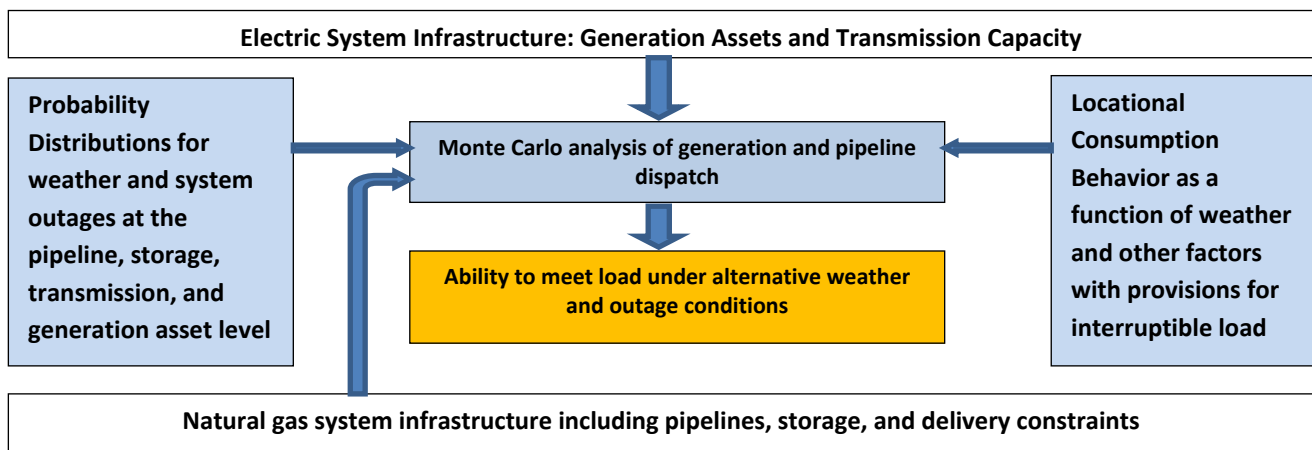 Electric System Infrastructure: Generation Assets and Transmission Capacity
Probability
Distributions for
weather and system
outages at the
pipeline, storage,
transmission, and
generation asset level
Monte Carlo analysis of generation and pipeline
dispatch
Ability to meet load under alternative weather
and outage conditions
Locational
Consumption
Behavior as a
function of weather
and other factors
with provisions for
interruptible load
Natural gas system infrastructure including pipelines, storage, and delivery constraints